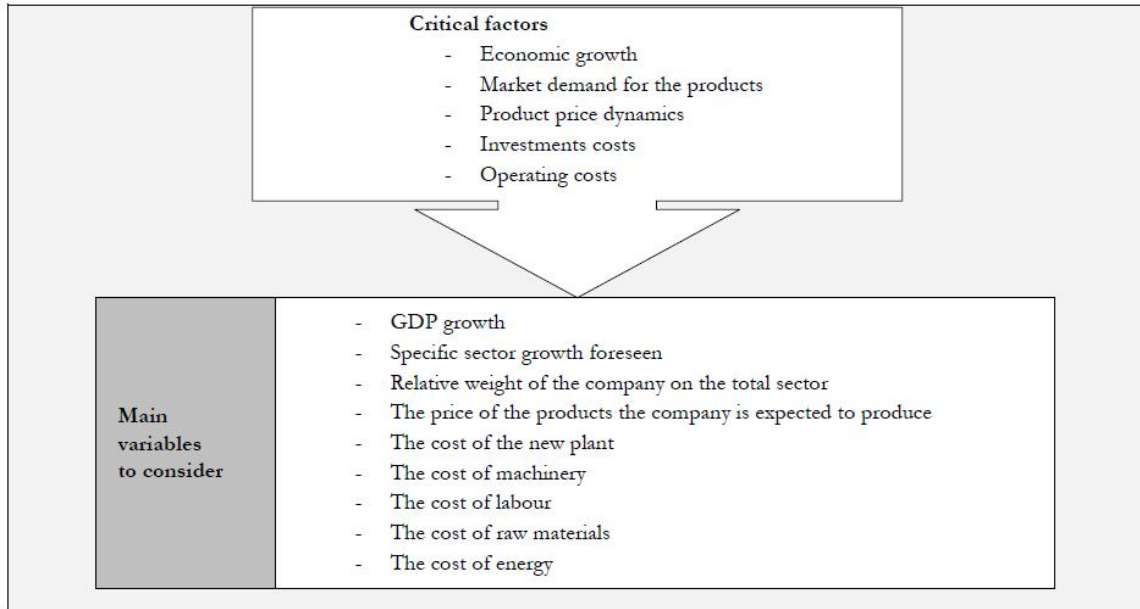 Critical factors
- Economic growth
- Market demand for the products
- Product price dynamics
- Investments costs
- Operating costs
Main
variables
to consider
- GDP growth
- Specific sector growth foreseen
- Relative weight of the company on the total sector
- The price of the products the company is expected to produce
- The cost of the new plant
- The cost of machinery
- The cost of labour
- The cost of raw materials
- The cost of energy